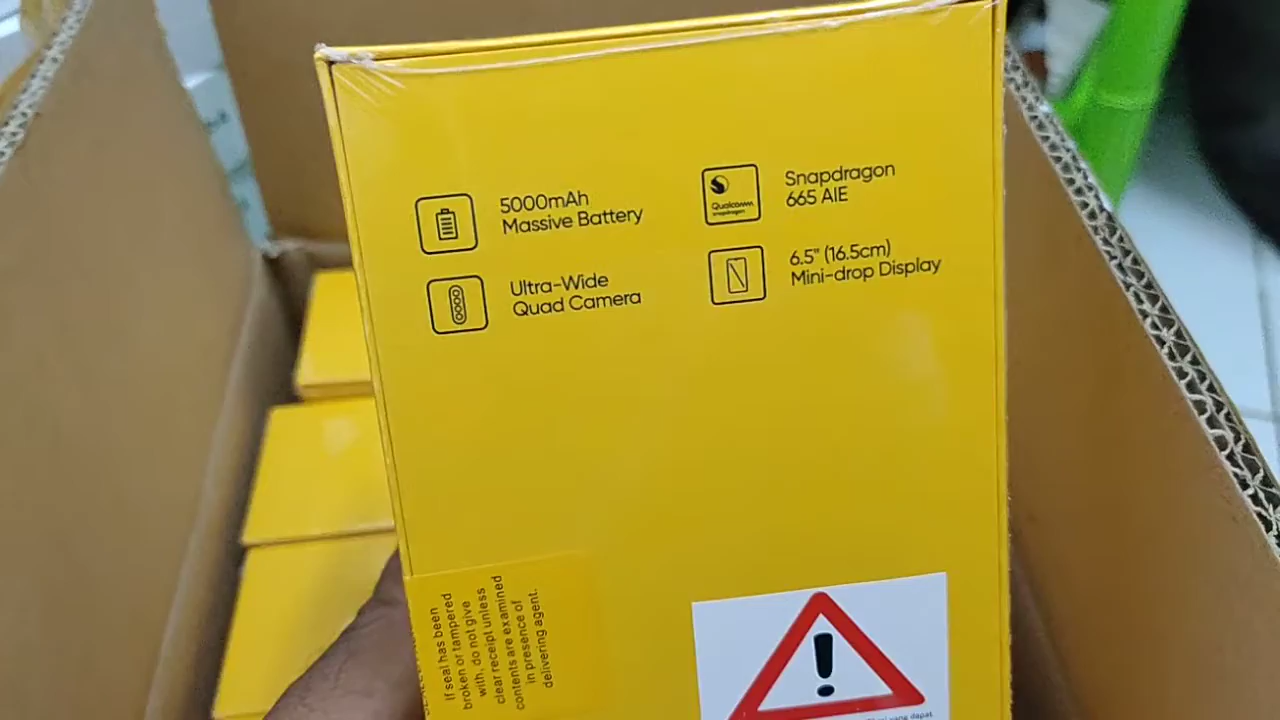 5000mAh
Massive Battery
Qualcomm
snapdragon
Snapdragon
665 AIE
Ultra-Wide
Quad Camera
6.5" (16.5cm)
Mini-drop Display
If seal has been
broken or tampered
with, do not give
clear receipt unless
contents are examined
in presence of
delivering agent.
yang dapat